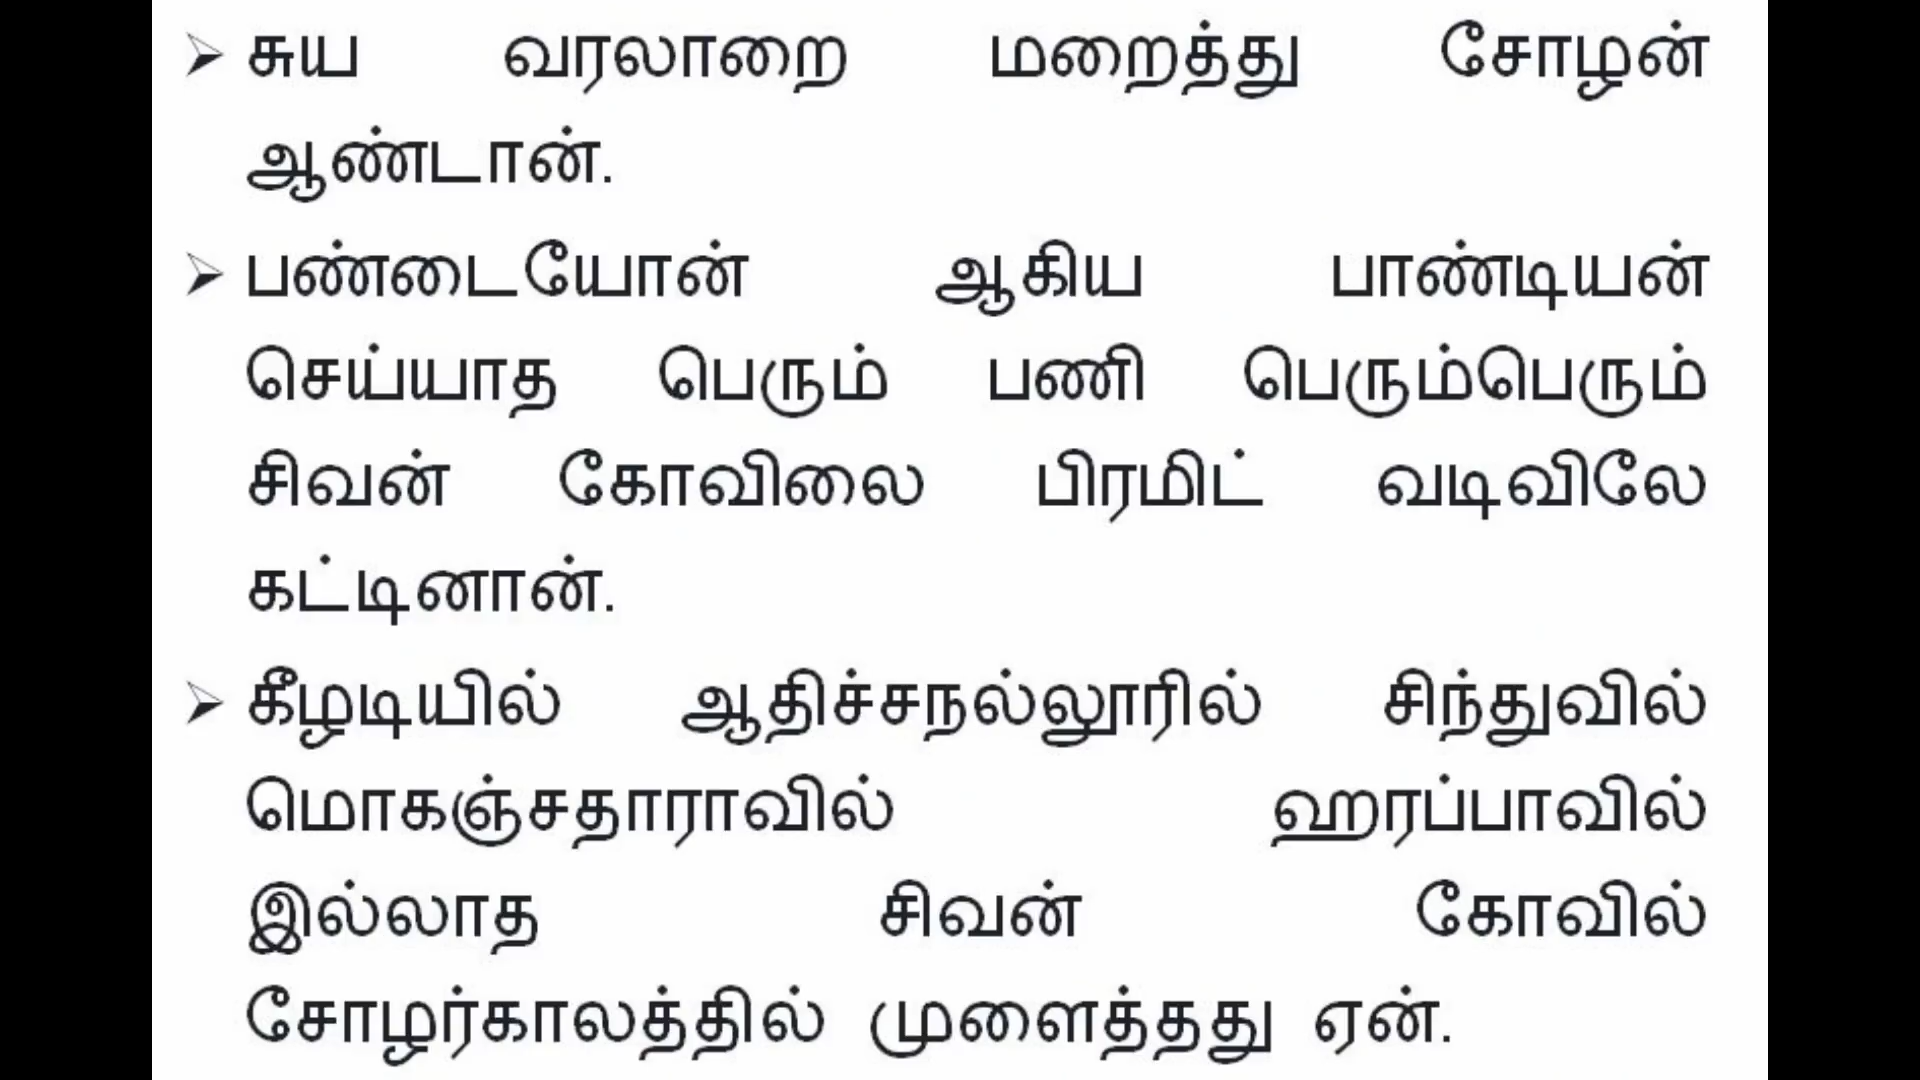 ➢ சுய வரலாறை மறைத்து சோழன்
ஆண்டான்.
➢ பண்டையோன் ஆகிய பாண்டியன்
செய்யாத பெரும் பணி பெரும்பெரும்
சிவன் கோவிலை பிரமிட் வடிவிலே
கட்டினான்.
➢ கீழடியில் ஆதிச்சநல்லூரில் சிந்துவில்
மொகஞ்சதாராவில் ஹரப்பாவில்
இல்லாத சிவன் கோவில்
சோழர்காலத்தில் முளைத்தது ஏன்.